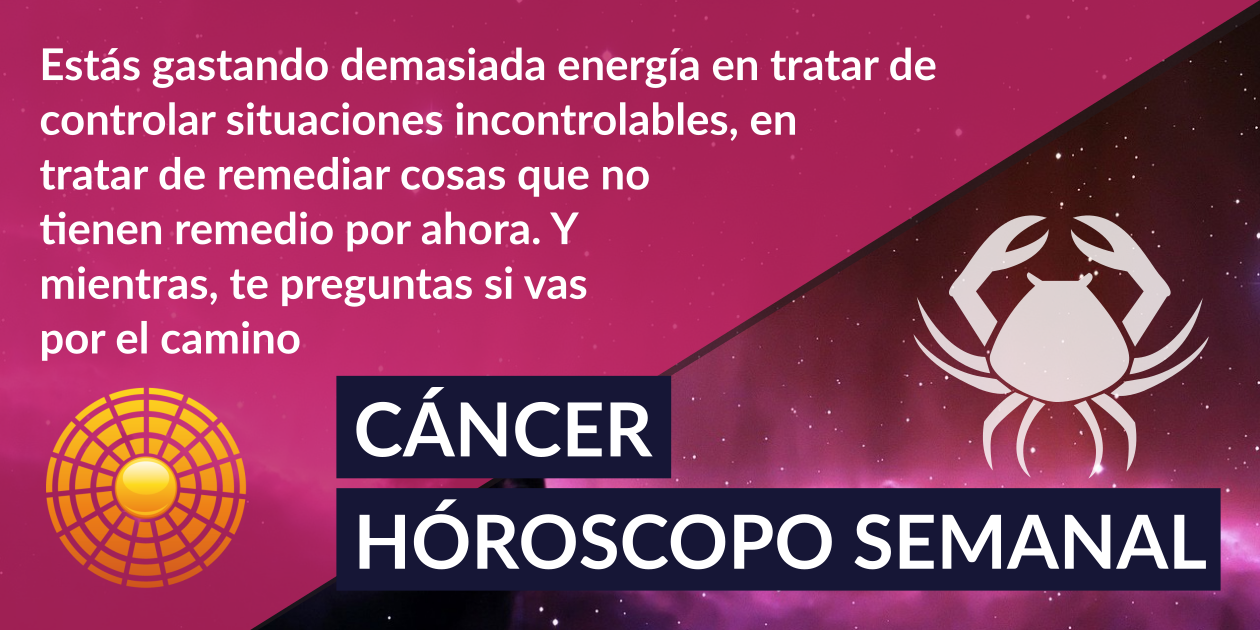 Estás gastando demasiada energía en tratar de
controlar situaciones incontrolables, en
tratar de remediar cosas que no
tienen remedio por ahora. Y
mientras, te preguntas si vas
por el camino
CÁNCER
HÓROSCOPO SEMANAL